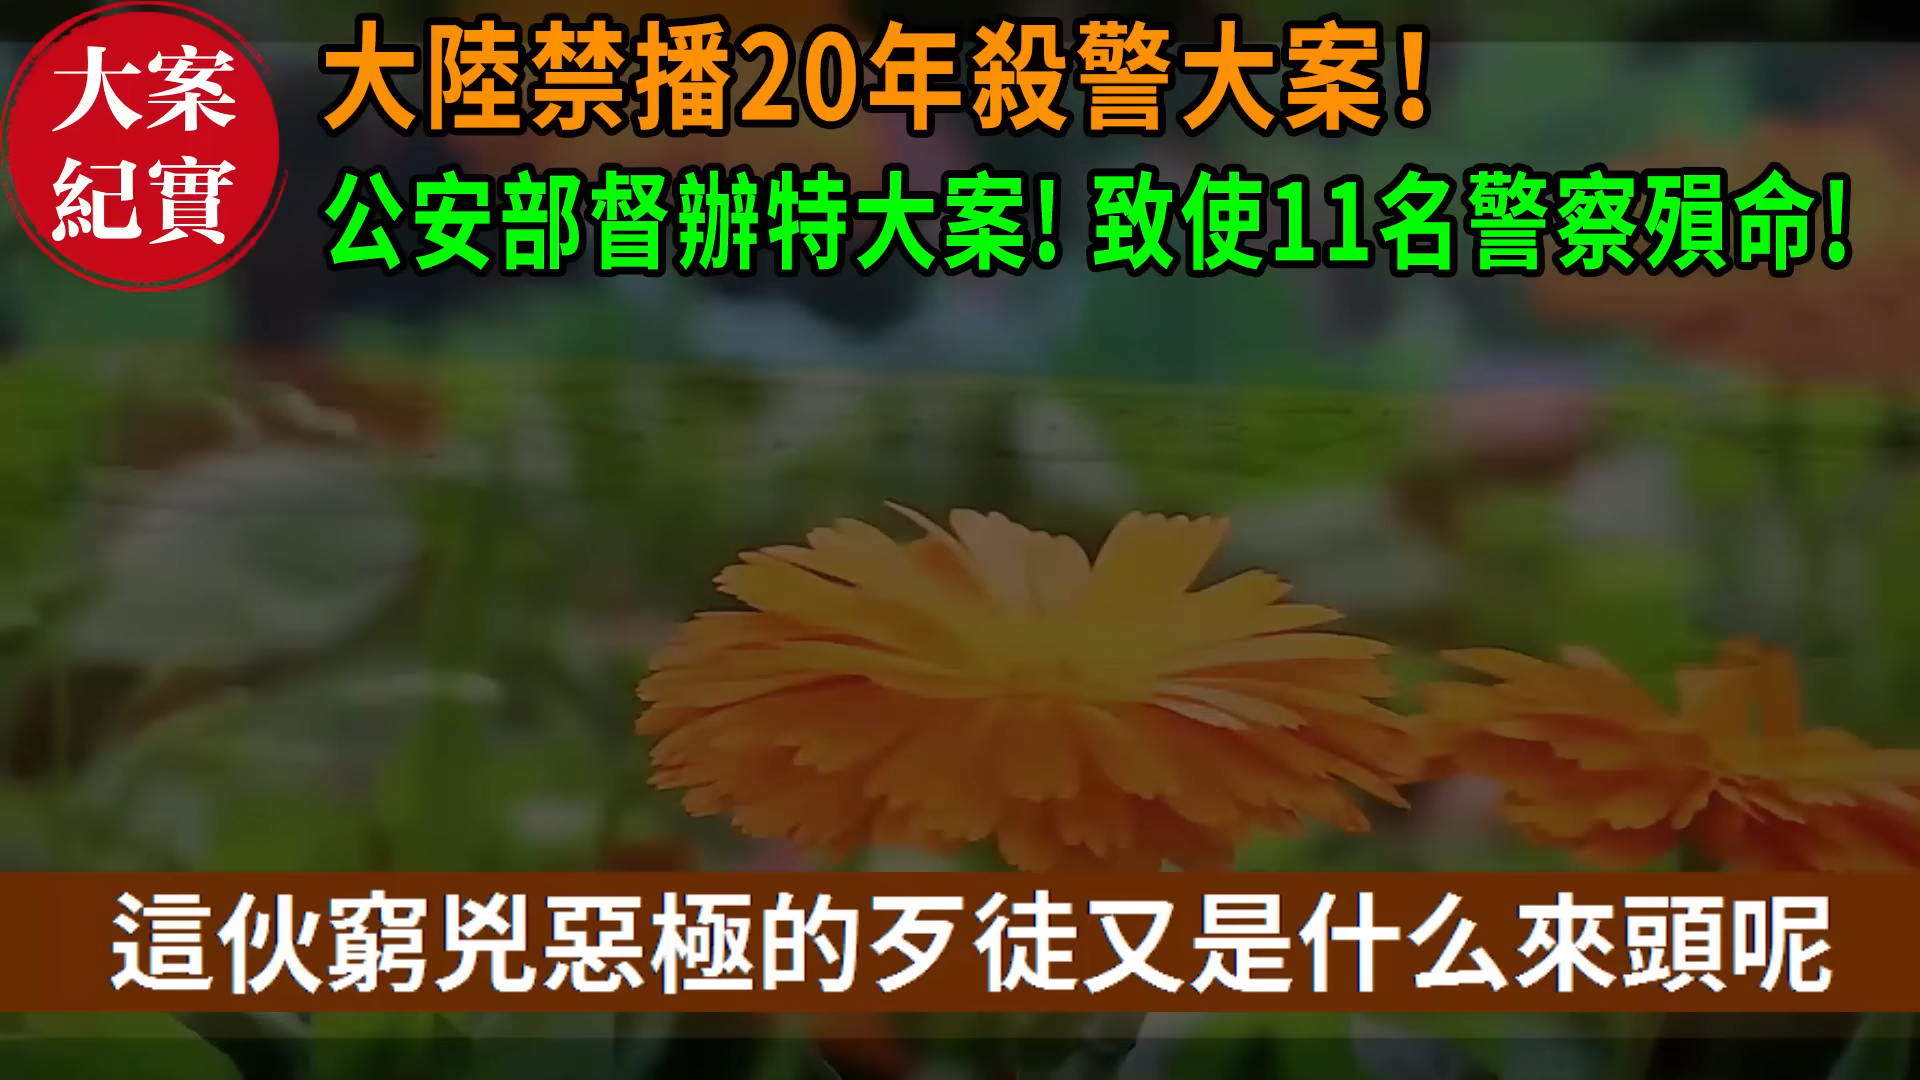 大案
紀實
大陸禁播20年殺警大案!
公安部督辦特大案! 致使11名警察殞命!
這伙窮兇惡極的歹徒又是什么來頭呢